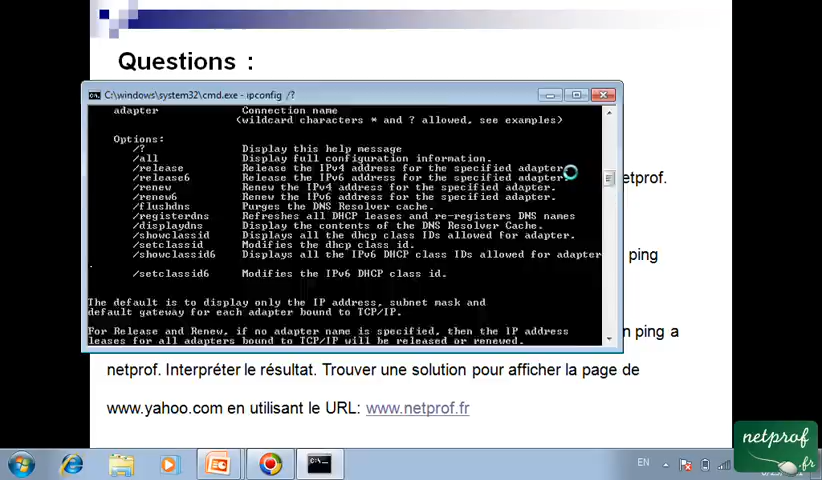 Questions :
C:\windows\system32\cmd.exe - ipconfig /?
adapter Connection name
(wildcard characters * and ? allowed, see examples)
Options:
/? Display this help message
/all Display full configuration information.
/release Release the IPv4 address for the specified adapter.
/release6 Release the IPv6 address for the specified adapter.
/renew Renew the IPv4 address for the specified adapter.
/renew6 Renew the IPv6 address for the specified adapter.
/flushdns Purges the DNS Resolver cache.
/registerdns Refreshes all DHCP leases and re-registers DNS names
/displaydns Display the contents of the DNS Resolver Cache.
/showclassid Displays all the dhcp class IDs allowed for adapter.
/setclassid Modifies the dhcp class id.
/showclassid6 Displays all the IPv6 DHCP class IDs allowed for adapter
.
/setclassid6 Modifies the IPv6 DHCP class id.
The default is to display only the IP address, subnet mask and
default gateway for each adapter bound to TCP/IP.
For Release and Renew, if no adapter name is specified, then the IP address
leases for all adapters bound to TCP/IP will be released or renewed.
etprof.
ping
n ping a
netprof. Interpréter le résultat. Trouver une solution pour afficher la page de
www.yahoo.com en utilisant le URL: www.netprof.fr
EN
netprof
.fr